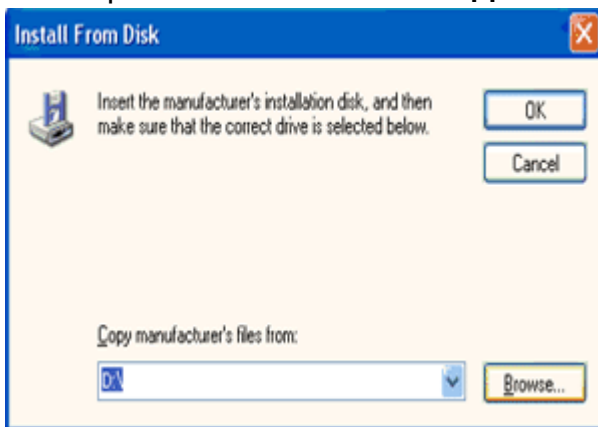 Install From Disk
Insert the manufacturer's installation disk, and then
make sure that the correct drive is selected below.
OK
Cancel
Copy manufacturer's files from:
D:\
Browse...